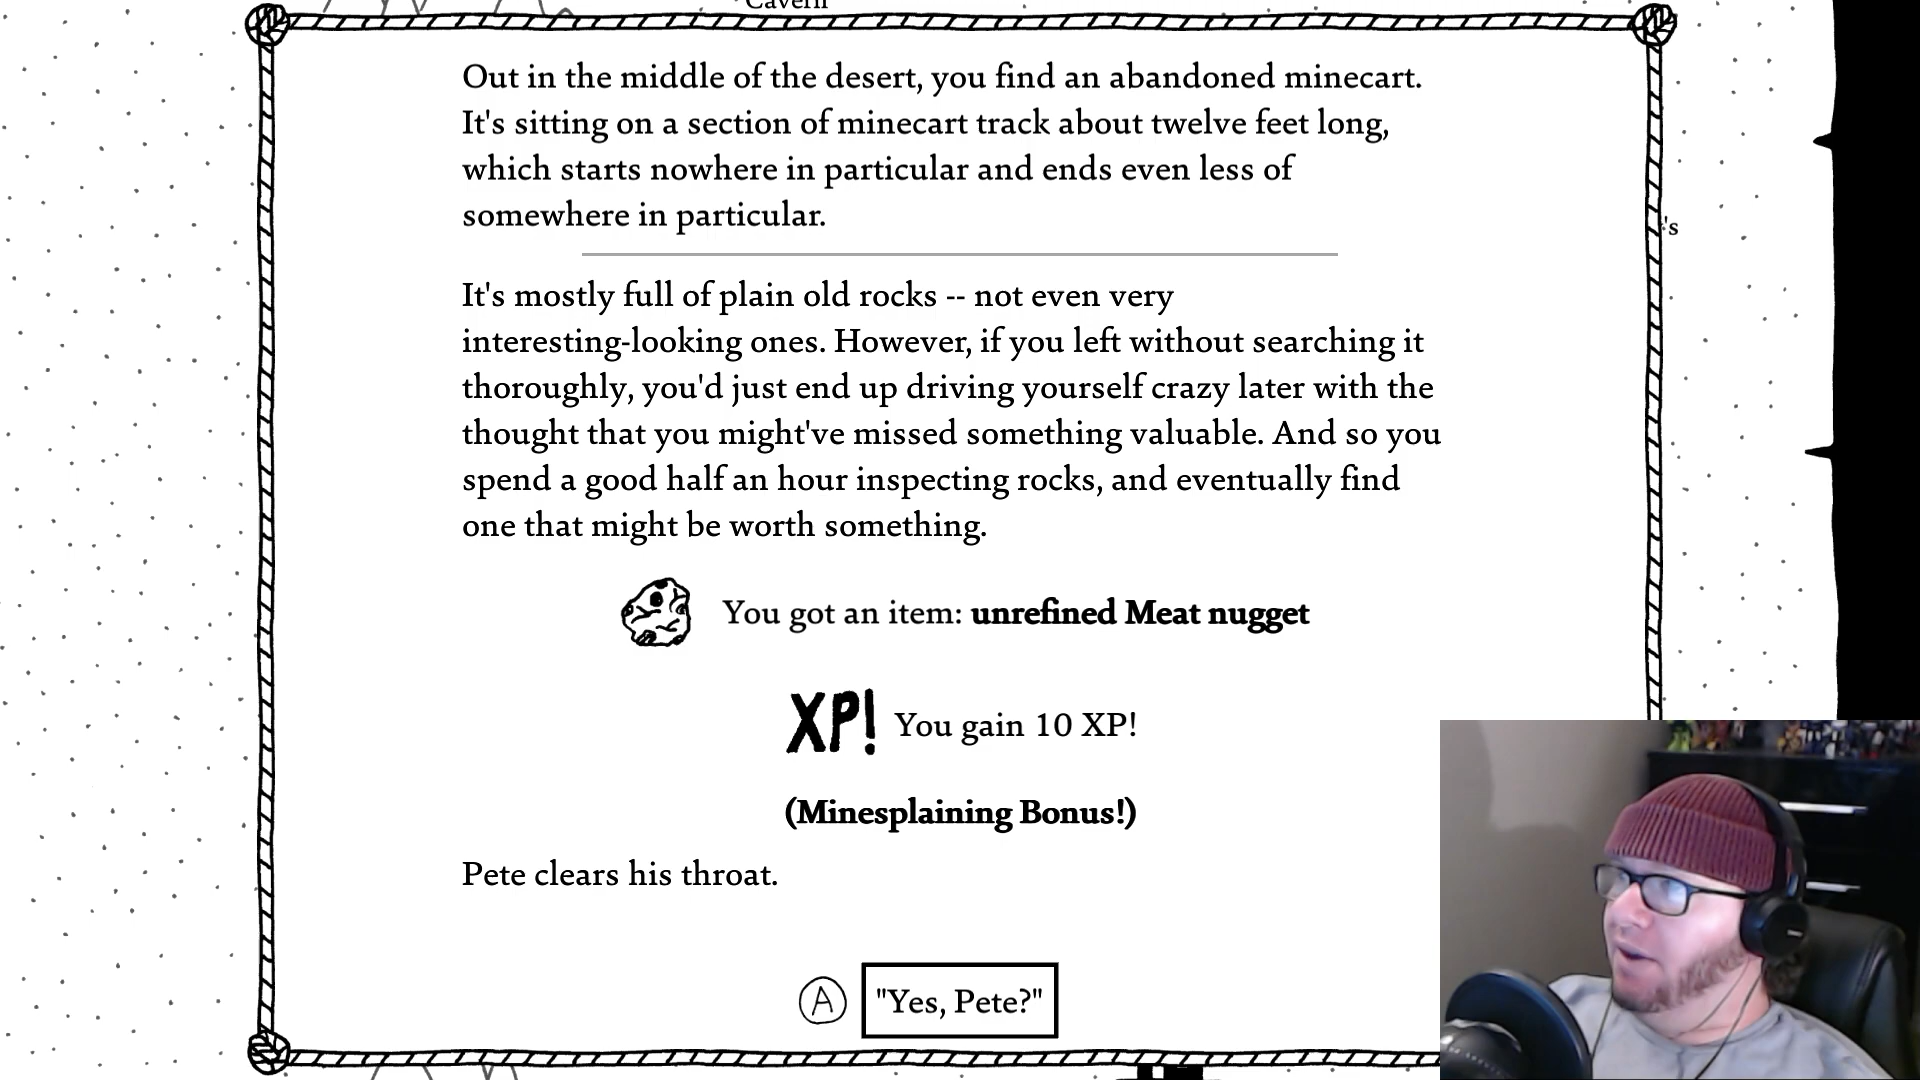 Cavern
Out in the middle of the desert, you find an abandoned minecart.
It's sitting on a section of minecart track about twelve feet long,
which starts nowhere in particular and ends even less of
somewhere in particular.
's
It's mostly full of plain old rocks -- not even very
interesting-looking ones. However, if you left without searching it
thoroughly, you'd just end up driving yourself crazy later with the
thought that you might've missed something valuable. And so you
spend a good half an hour inspecting rocks, and eventually find
one that might be worth something.
You got an item: unrefined Meat nugget
XP! You gain 10 XP!
(Minesplaining Bonus!)
Pete clears his throat.
A "Yes, Pete?"